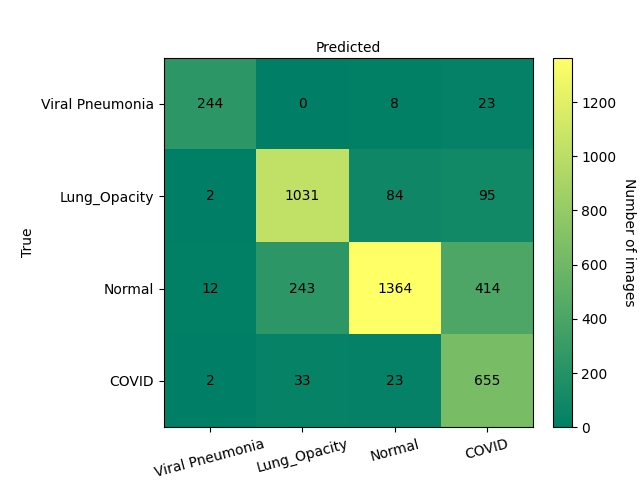 Predicted
Viral Pneumonia 244 0 8 23
Lung_Opacity 2 1031 84 95
Normal 12 243 1364 414
COVID 2 33 23 655
Viral Pneumonia Lung_Opacity Normal COVID
True
1200
1000
800
600
400
200
0
Number of images